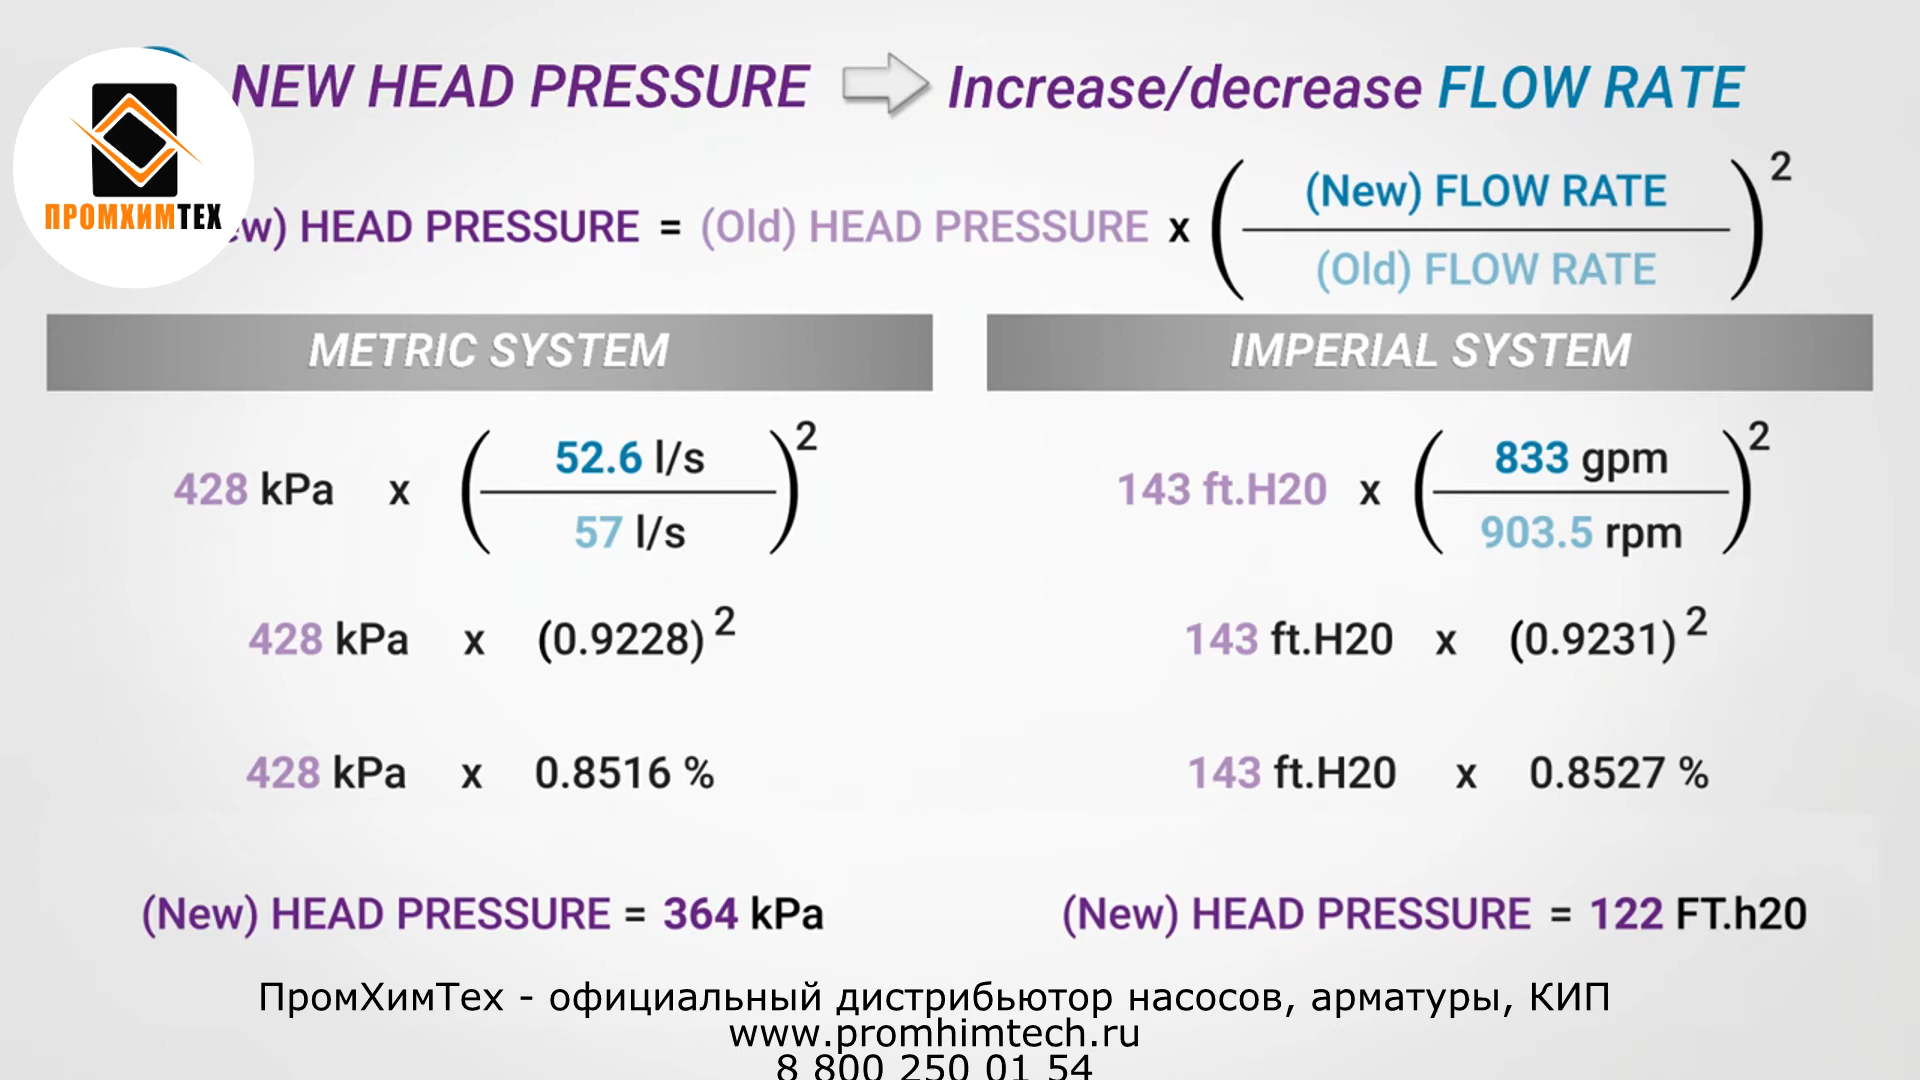 NEW HEAD PRESSURE Increase/decrease FLOW RATE
ПРОМХИМТЕХ
ew) HEAD PRESSURE = (Old) HEAD PRESSURE x ( (New) FLOW RATE / (Old) FLOW RATE ) 2
METRIC SYSTEM
428 kPa x ( 52.6 l/s / 57 l/s ) 2
428 kPa x (0.9228) 2
428 kPa x 0.8516 %
(New) HEAD PRESSURE = 364 kPa
IMPERIAL SYSTEM
143 ft.H20 x ( 833 gpm / 903.5 rpm ) 2
143 ft.H20 x (0.9231) 2
143 ft.H20 x 0.8527 %
(New) HEAD PRESSURE = 122 FT.h20
ПромХимТех - официальный дистрибьютор насосов, арматуры, КИП
www.promhimtech.ru
8 800 250 01 54